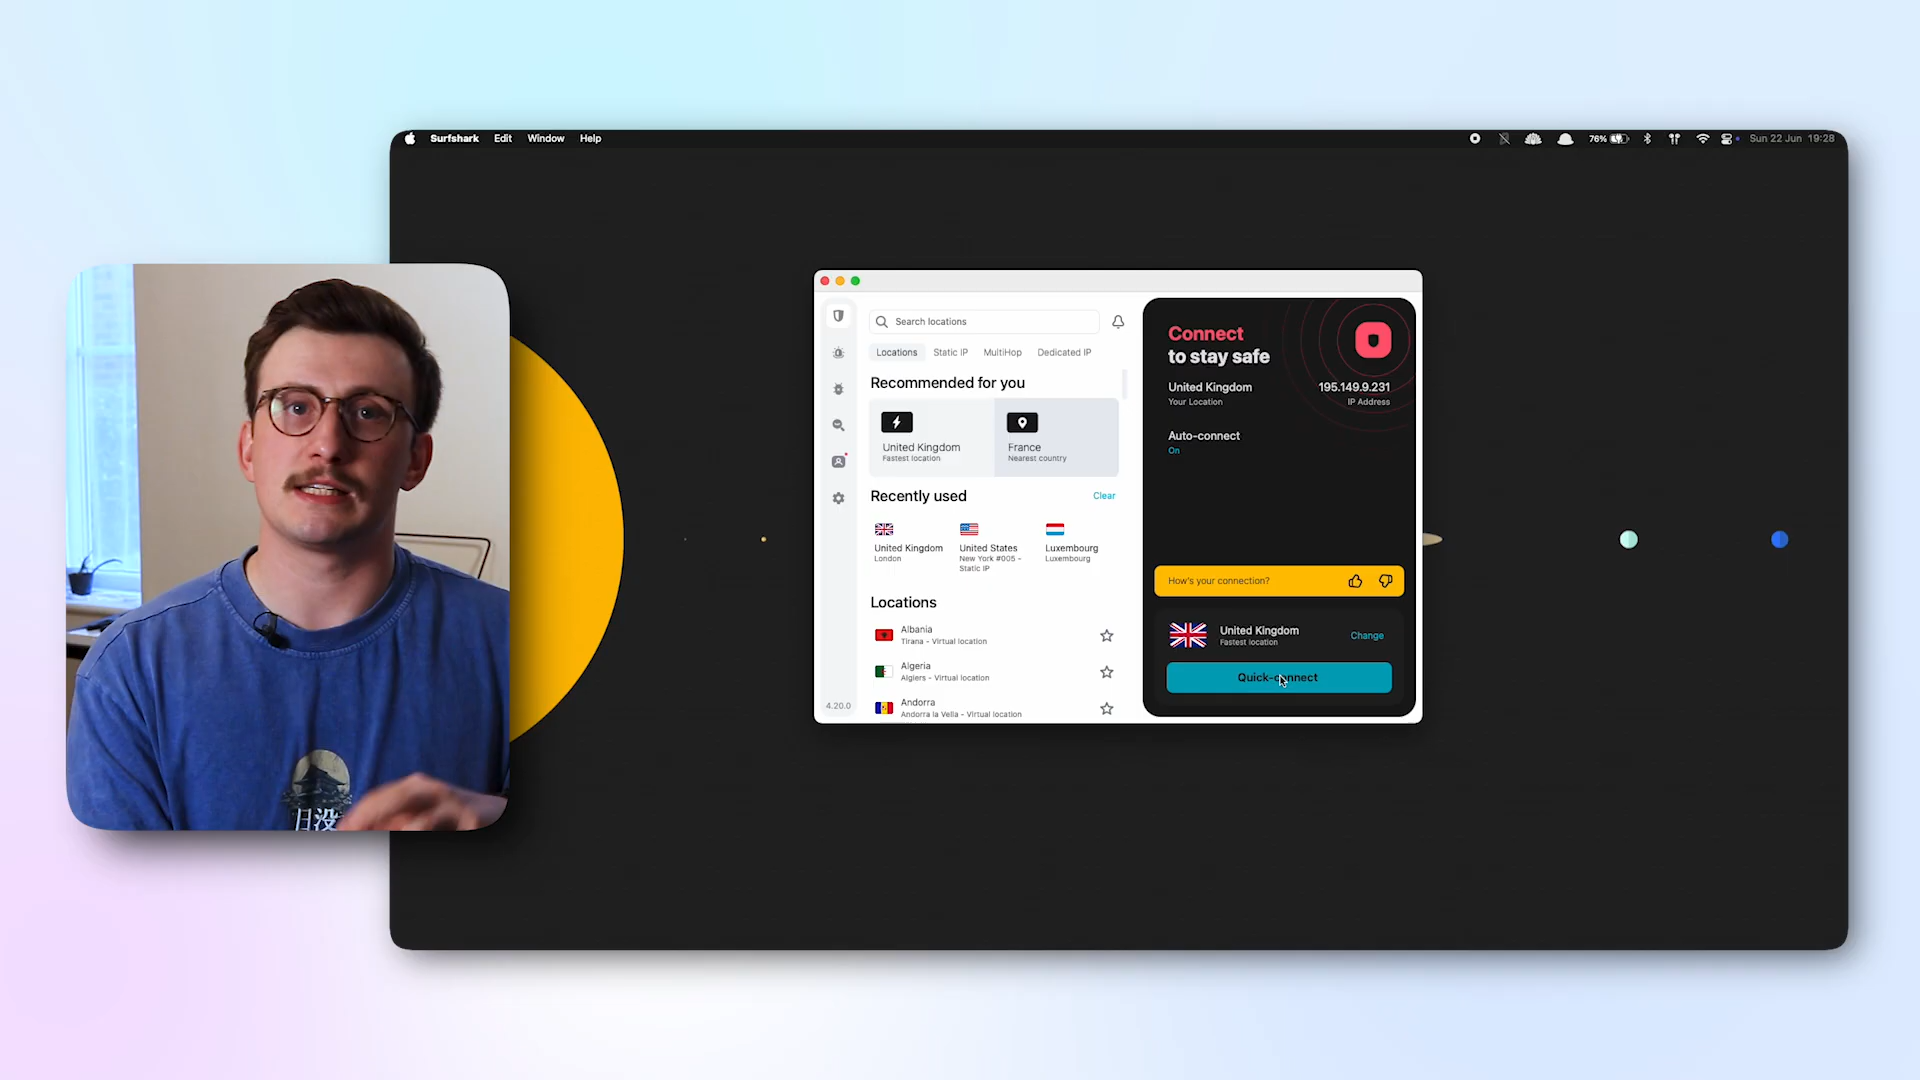 Surfshark Edit Window Help
76% Sun 22 Jun 19:28
Search locations
Locations Static IP MultiHop Dedicated IP
Recommended for you
United Kingdom
Fastest location
France
Nearest country
Recently used
Clear
United Kingdom
London
United States
New York #005 -
Static IP
Luxembourg
Luxembourg
Locations
Albania
Tirana - Virtual location
Algeria
Algiers - Virtual location
Andorra
Andorra la Vella - Virtual location
4.20.0
Connect
to stay safe
United Kingdom
Your Location
195.149.9.231
IP Address
Auto-connect
On
How's your connection?
United Kingdom
Fastest location
Change
Quick-connect
日没